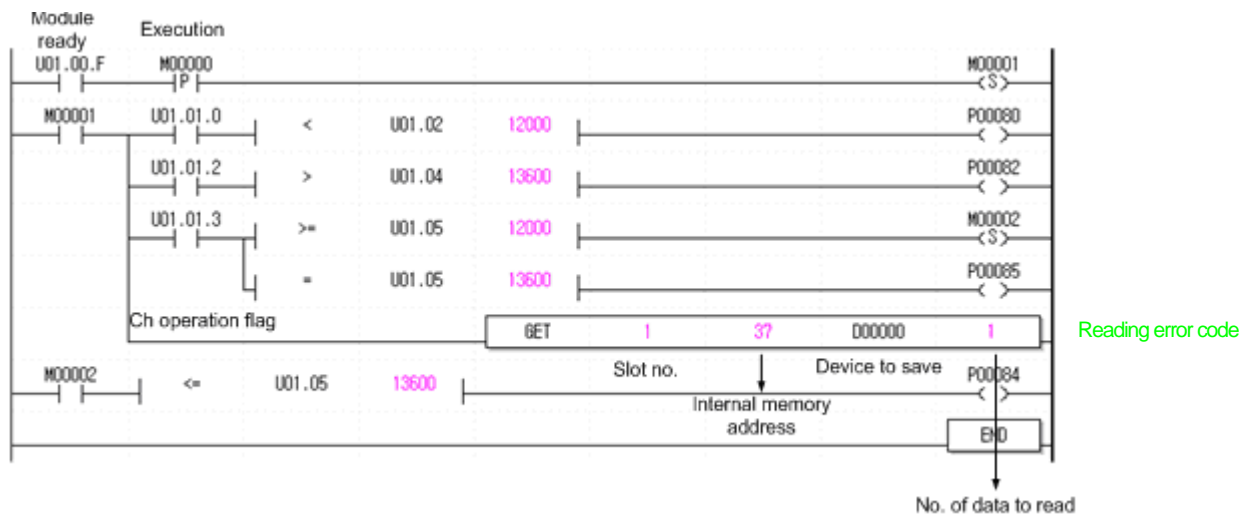 Module
ready
Execution
U01.00.F M00000 M00001
P (S)
M00001 U01.01.0 < U01.02 12000 P00080
U01.01.2 > U01.04 13600 P00082
U01.01.3 >= U01.05 12000 M00002
(S)
= U01.05 13600 P00085
Ch operation flag
GET 1 37 D00000 1
Reading error code
Slot no. Device to save
M00002 <= U01.05 13600 P00084
Internal memory
address
END
No. of data to read